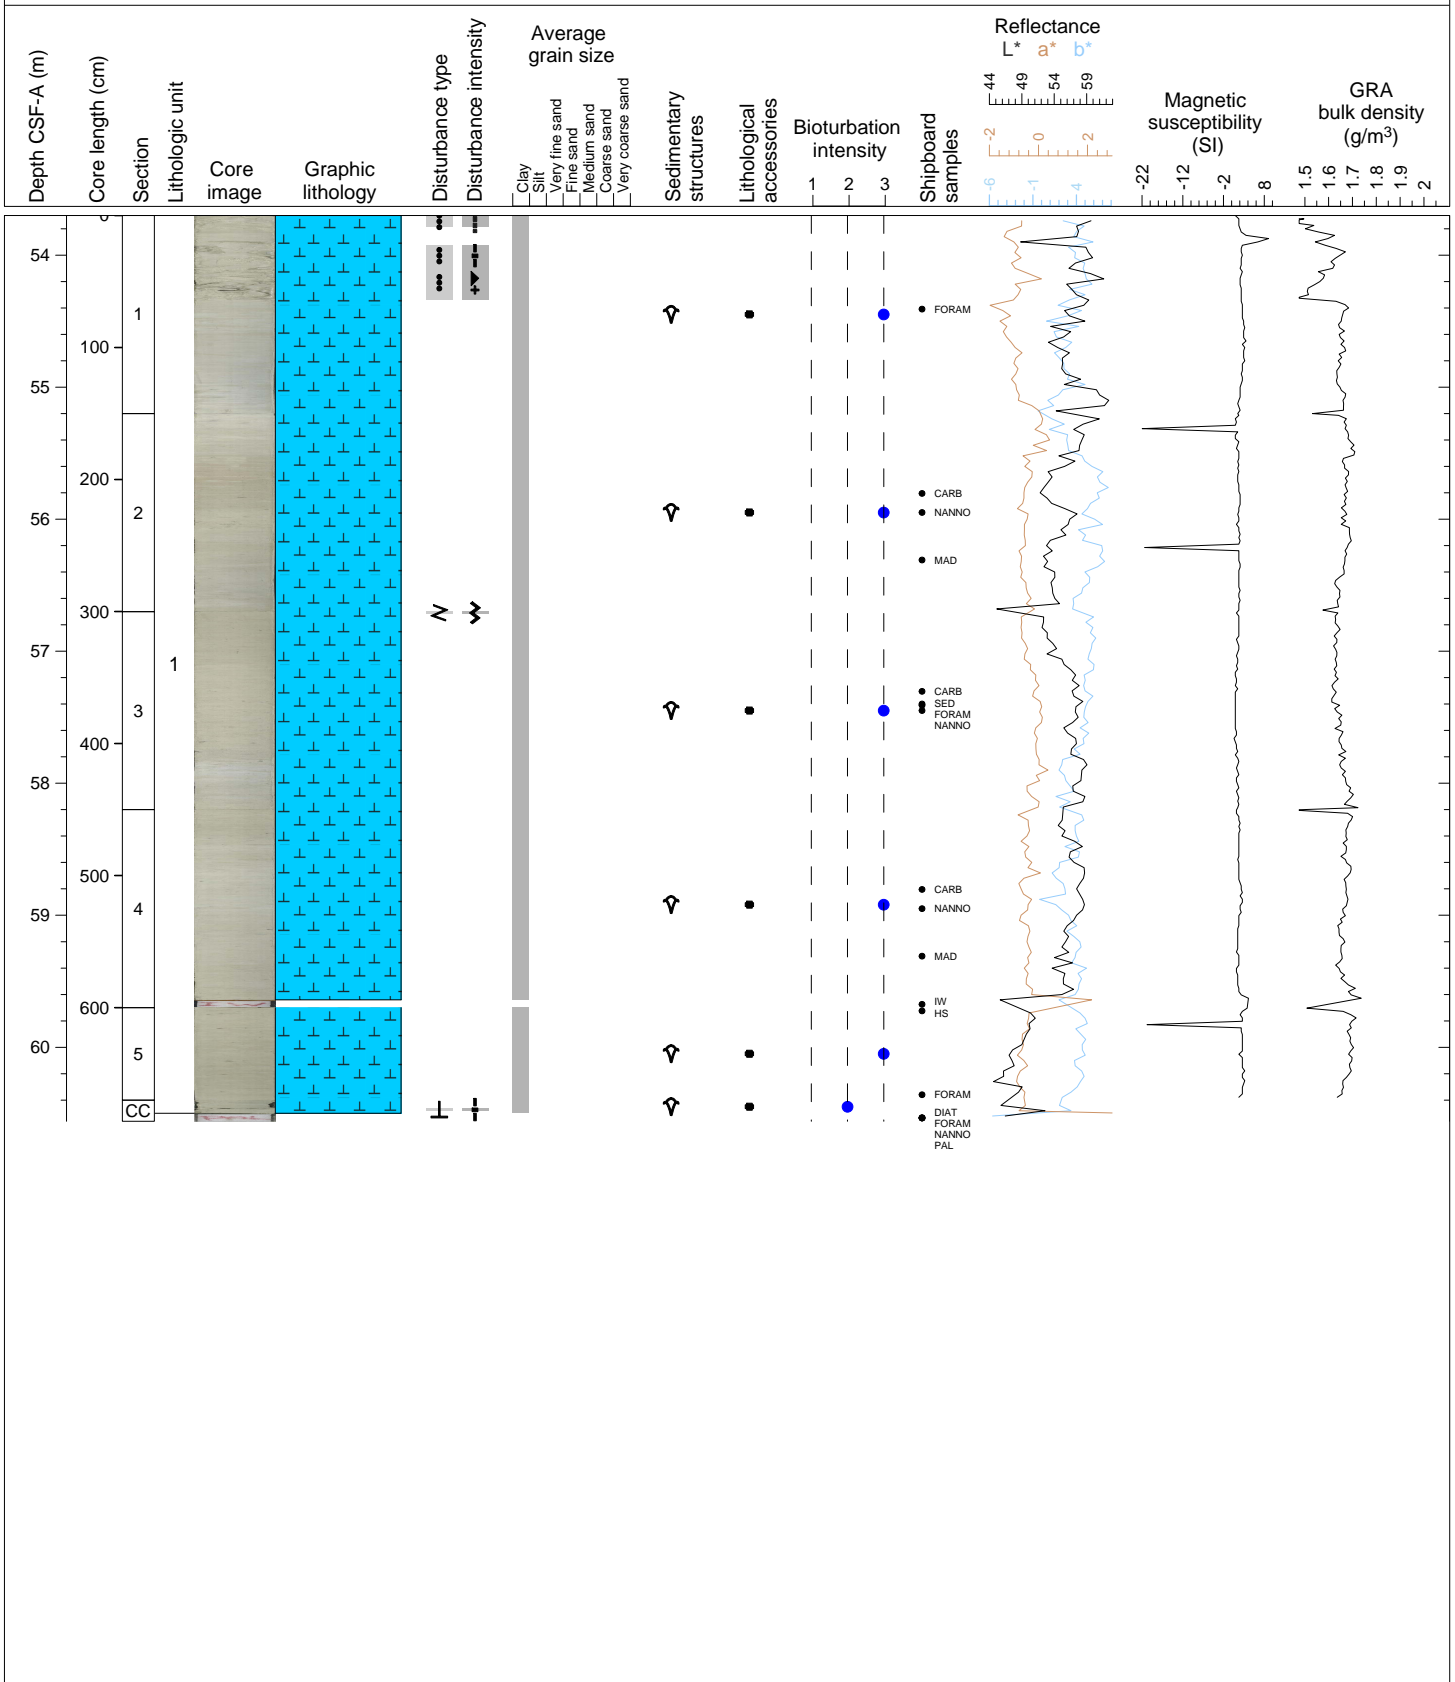 Depth CSF-A (m)
Core length (cm)
Section
Lithologic unit
Core
image
Graphic
lithology
Disturbance type
Disturbance intensity
Average
grain size
Clay
Silt
Very fine sand
Fine sand
Medium sand
Coarse sand
Very coarse sand
Sedimentary
structures
Lithological
accessories
Bioturbation
intensity
1 2 3
Shipboard
samples
Reflectance
L* a* b*
44 49 54 59
-2 0 2
-6 -1 4
Magnetic
susceptibility
(SI)
-22 -12 -2 8
GRA
bulk density
(g/m³)
1.5 1.6 1.7 1.8 1.9 2
0
54
1
FORAM
100
55
200
CARB
56
2
NANNO
MAD
300
57
1
CARB
SED
3
FORAM
NANNO
400
58
500
CARB
59
4
NANNO
MAD
600
IW
HS
60
5
FORAM
CC
DIAT
FORAM
NANNO
PAL